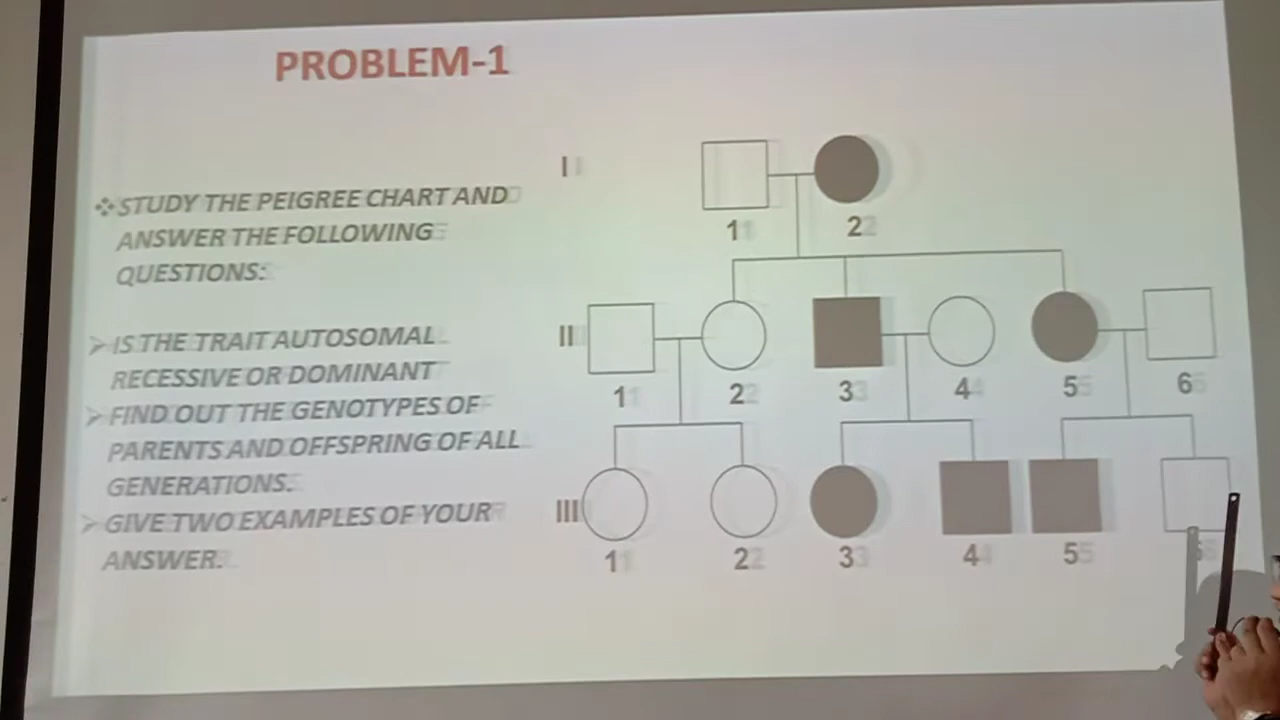 PROBLEM-1
❖STUDY THE PEIGREE CHART AND
ANSWER THE FOLLOWING
QUESTIONS:
➢IS THE TRAIT AUTOSOMAL
RECESSIVE OR DOMINANT
➢FIND OUT THE GENOTYPES OF
PARENTS AND OFFSPRING OF ALL
GENERATIONS.
➢GIVE TWO EXAMPLES OF YOUR
ANSWER.
I
1 2
II
1 2 3 4 5 6
III
1 2 3 4 5 6